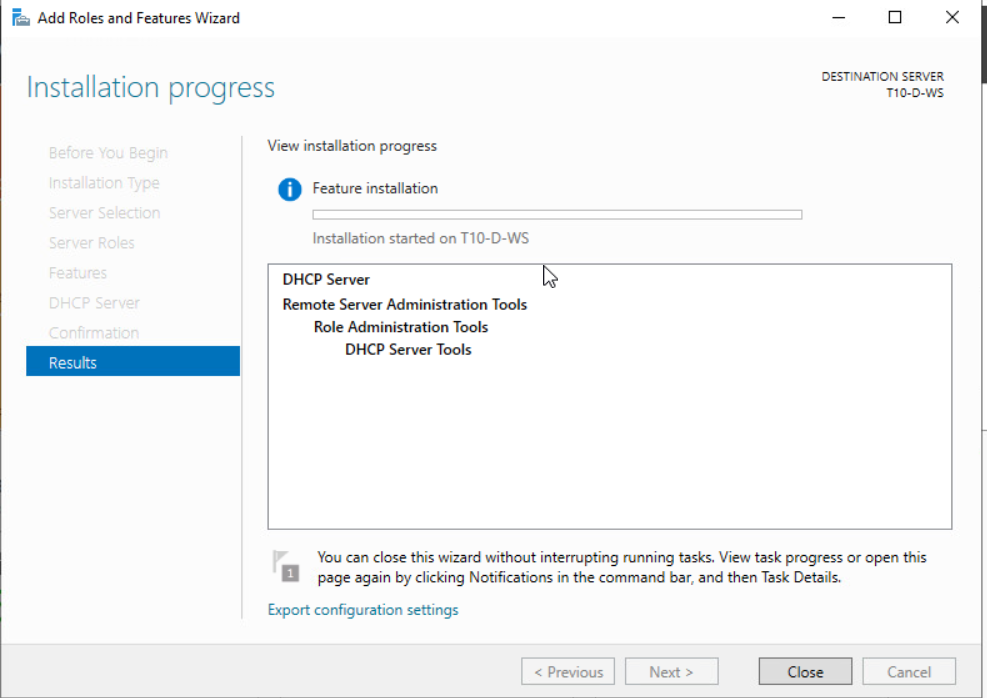 Add Roles and Features Wizard
Installation progress
DESTINATION SERVER
T10-D-WS
Before You Begin
Installation Type
Server Selection
Server Roles
Features
DHCP Server
Confirmation
Results
View installation progress
Feature installation
Installation started on T10-D-WS
DHCP Server
Remote Server Administration Tools
Role Administration Tools
DHCP Server Tools
1
You can close this wizard without interrupting running tasks. View task progress or open this
page again by clicking Notifications in the command bar, and then Task Details.
Export configuration settings
< Previous
Next >
Close
Cancel